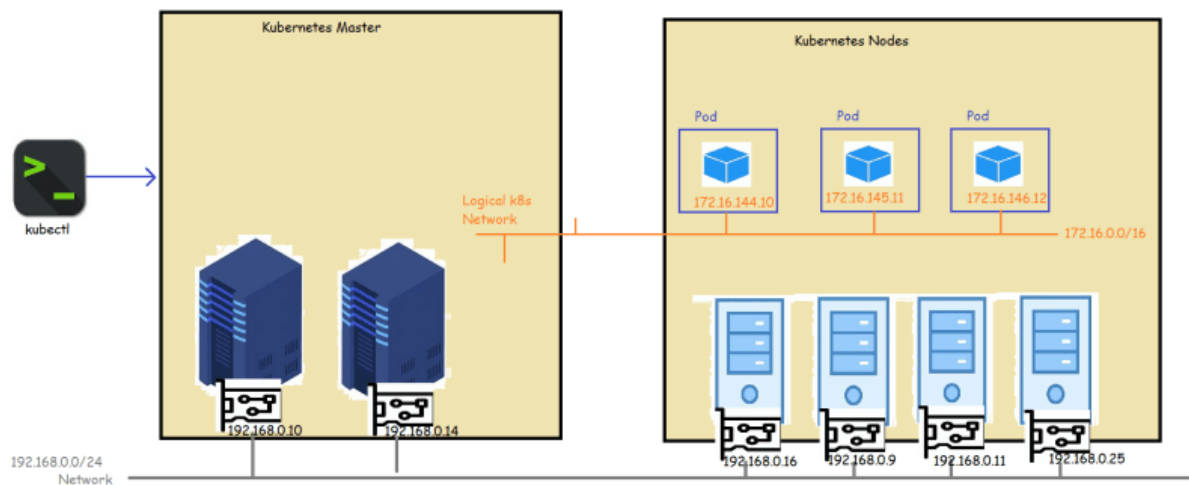 Kubernetes Master
Kubernetes Nodes
kubectl
Pod
Pod
Pod
172.16.144.10
172.16.145.11
172.16.146.12
Logical k8s
Network
172.16.0.0/16
192.168.0.10
192.168.0.14
192.168.0.16
192.168.0.9
192.168.0.11
192.168.0.25
192.168.0.0/24
Network